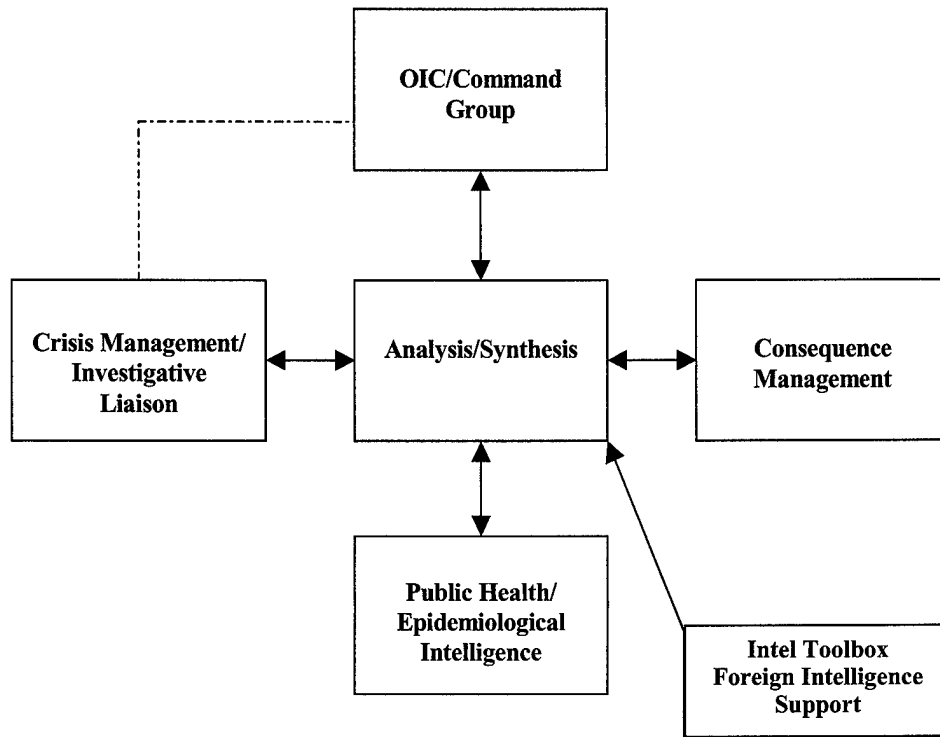 OIC/Command
Group
Crisis Management/
Investigative
Liaison
Analysis/Synthesis
Consequence
Management
Public Health/
Epidemiological
Intelligence
Intel Toolbox
Foreign Intelligence
Support